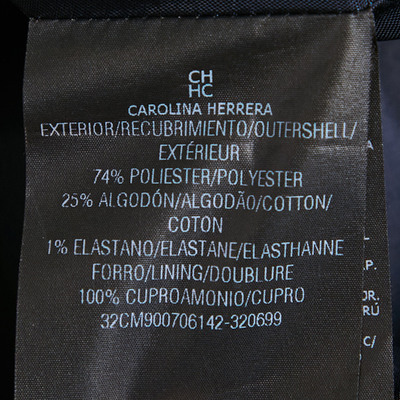 CH
HC
CAROLINA HERRERA
EXTERIOR/RECUBRIMIENTO/OUTERSHELL/
EXTÉRIEUR
74% POLIESTER/POLYESTER
25% ALGODÓN/ALGODÃO/COTTON/
COTON
1% ELASTANO/ELASTANE/ELASTHANNE
FORRO/LINING/DOUBLURE
100% CUPROAMONIO/CUPRO
32CM900706142-320699